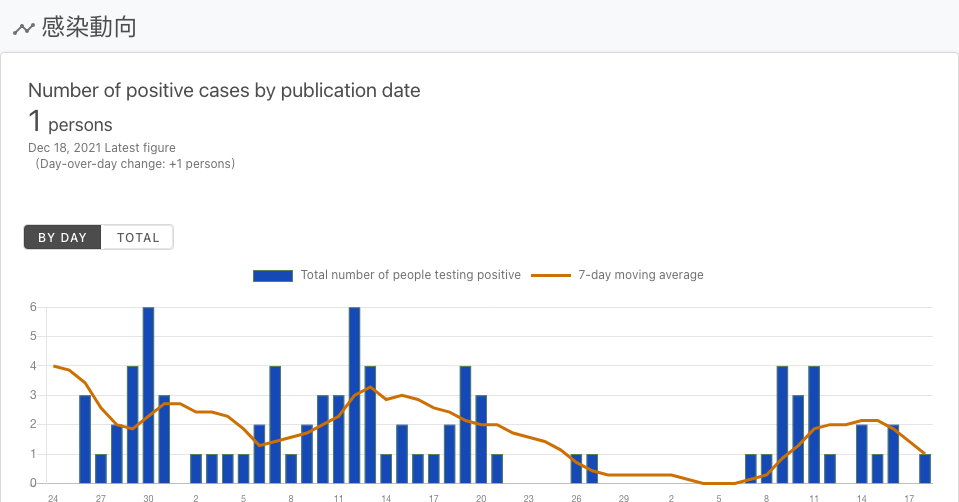 感染動向
Number of positive cases by publication date
1 persons
Dec 18, 2021 Latest figure
(Day-over-day change: +1 persons)
BY DAY TOTAL
Total number of people testing positive 7-day moving average
6
5
4
3
2
1
0
24 27 30 2 5 8 11 14 17 20 23 26 29 2 5 8 11 14 17